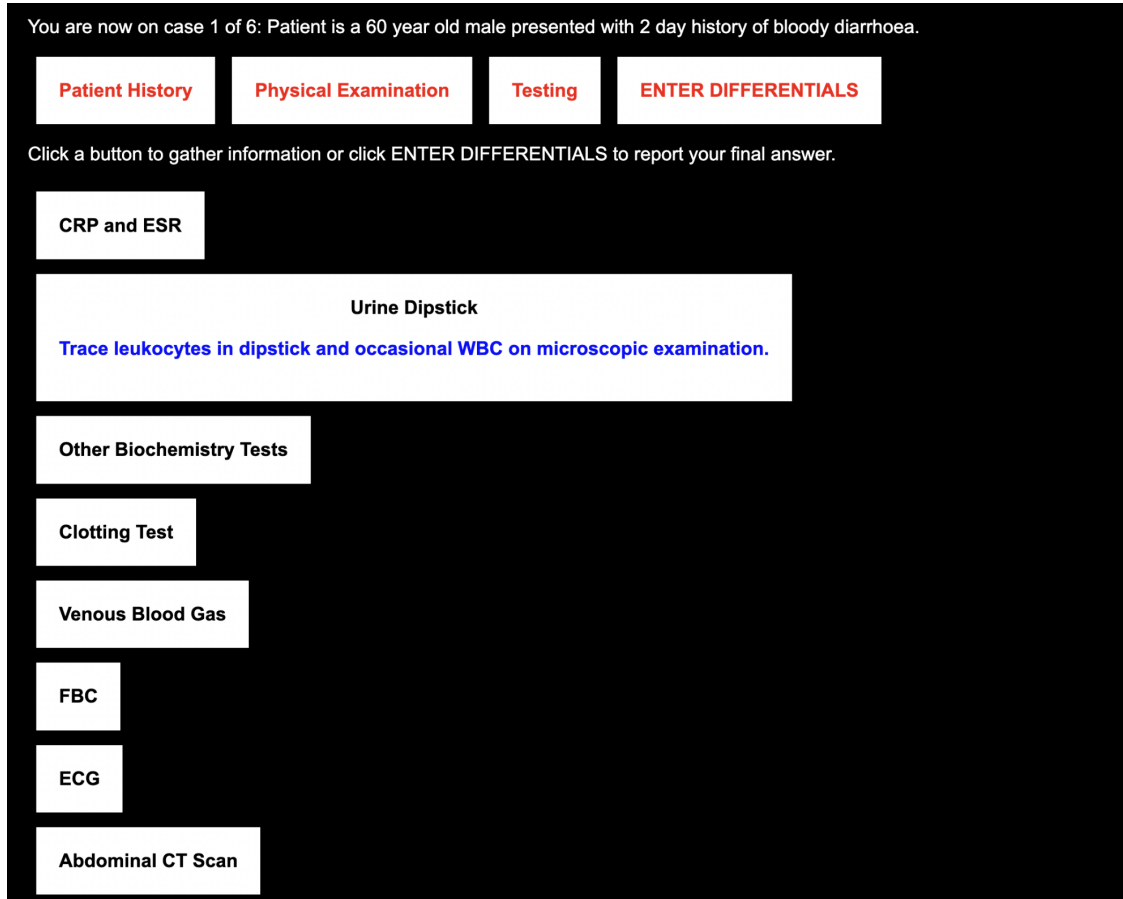 You are now on case 1 of 6: Patient is a 60 year old male presented with 2 day history of bloody diarrhoea.
Patient History Physical Examination Testing ENTER DIFFERENTIALS
Click a button to gather information or click ENTER DIFFERENTIALS to report your final answer.
CRP and ESR
Urine Dipstick
Trace leukocytes in dipstick and occasional WBC on microscopic examination.
Other Biochemistry Tests
Clotting Test
Venous Blood Gas
FBC
ECG
Abdominal CT Scan